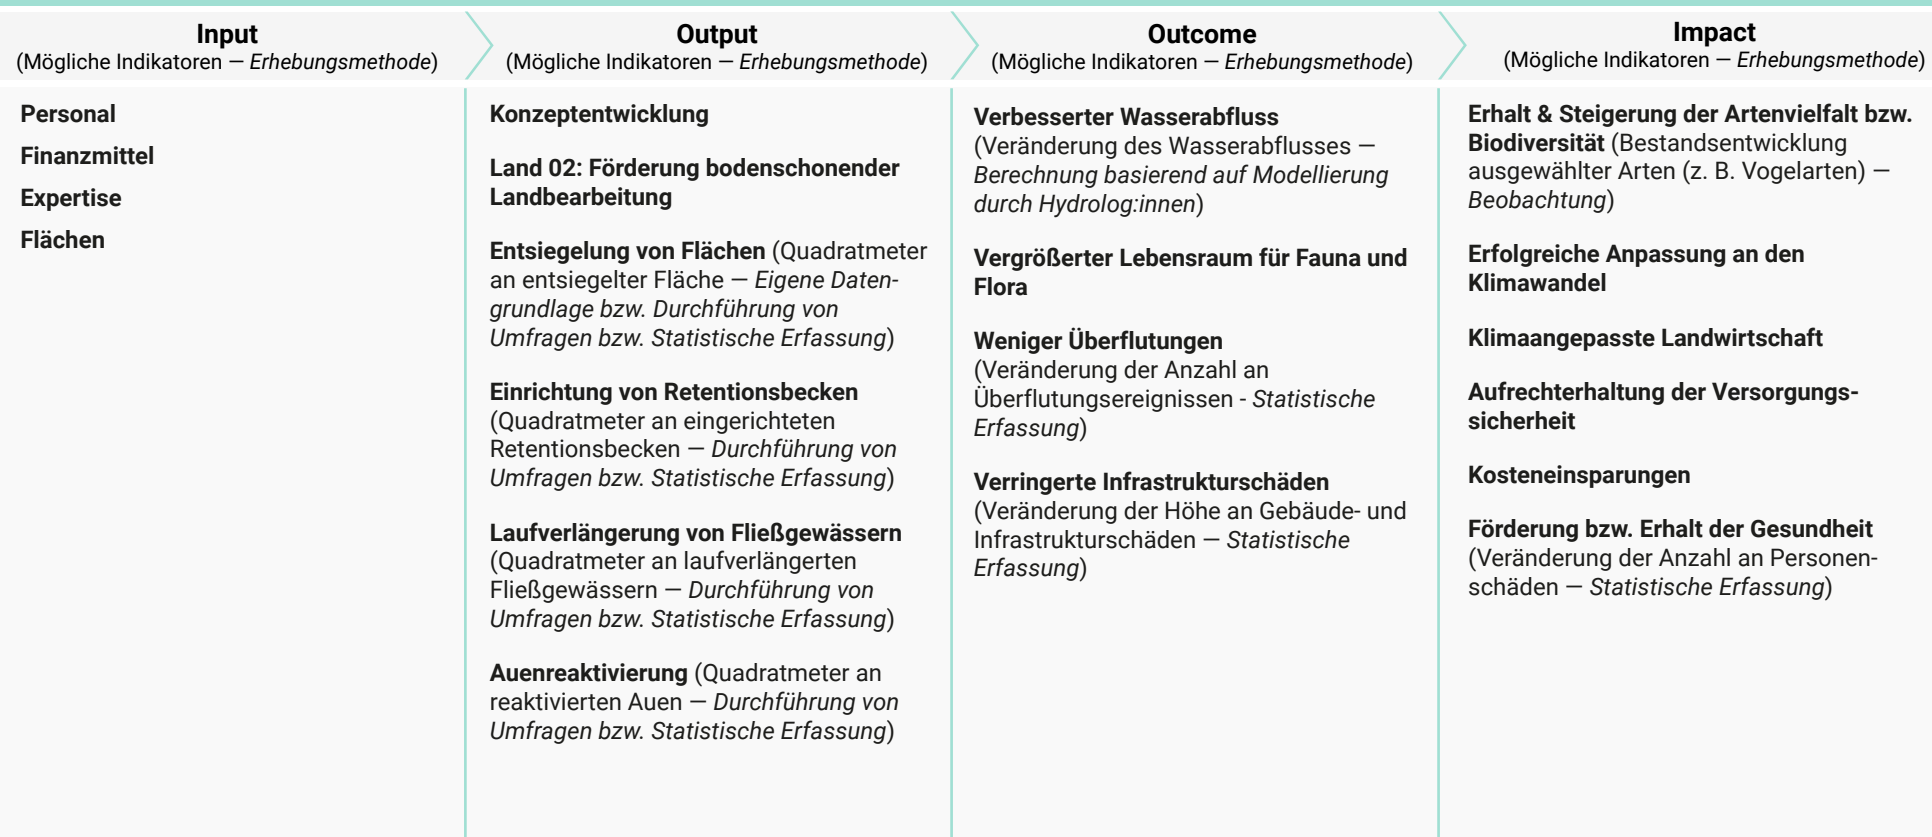 Input
(Mögliche Indikatoren — Erhebungsmethode)
Personal
Finanzmittel
Expertise
Flächen
Output
(Mögliche Indikatoren — Erhebungsmethode)
Konzeptentwicklung
Land 02: Förderung bodenschonender
Landbearbeitung
Entsiegelung von Flächen (Quadratmeter
an entsiegelter Fläche — Eigene Daten-
grundlage bzw. Durchführung von
Umfragen bzw. Statistische Erfassung)
Einrichtung von Retentionsbecken
(Quadratmeter an eingerichteten
Retentionsbecken — Durchführung von
Umfragen bzw. Statistische Erfassung)
Laufverlängerung von Fließgewässern
(Quadratmeter an laufverlängerten
Fließgewässern — Durchführung von
Umfragen bzw. Statistische Erfassung)
Auenreaktivierung (Quadratmeter an
reaktivierten Auen — Durchführung von
Umfragen bzw. Statistische Erfassung)
Outcome
(Mögliche Indikatoren — Erhebungsmethode)
Verbesserter Wasserabfluss
(Veränderung des Wasserabflusses —
Berechnung basierend auf Modellierung
durch Hydrolog:innen)
Vergrößerter Lebensraum für Fauna und
Flora
Weniger Überflutungen
(Veränderung der Anzahl an
Überflutungsereignissen - Statistische
Erfassung)
Verringerte Infrastrukturschäden
(Veränderung der Höhe an Gebäude- und
Infrastrukturschäden — Statistische
Erfassung)
Impact
(Mögliche Indikatoren — Erhebungsmethode)
Erhalt & Steigerung der Artenvielfalt bzw.
Biodiversität (Bestandsentwicklung
ausgewählter Arten (z. B. Vogelarten) —
Beobachtung)
Erfolgreiche Anpassung an den
Klimawandel
Klimaangepasste Landwirtschaft
Aufrechterhaltung der Versorgungs-
sicherheit
Kosteneinsparungen
Förderung bzw. Erhalt der Gesundheit
(Veränderung der Anzahl an Personen-
schäden — Statistische Erfassung)